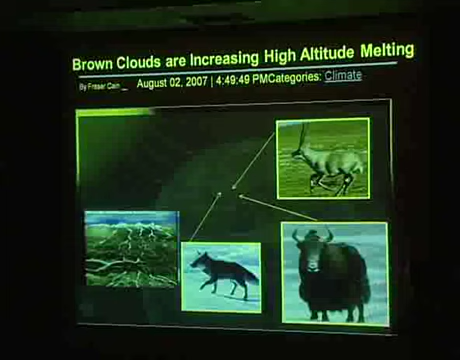 Brown Clouds are Increasing High Altitude Melting
By Fraser Cain _ August 02, 2007 | 4:49:49 PMCategories: Climate